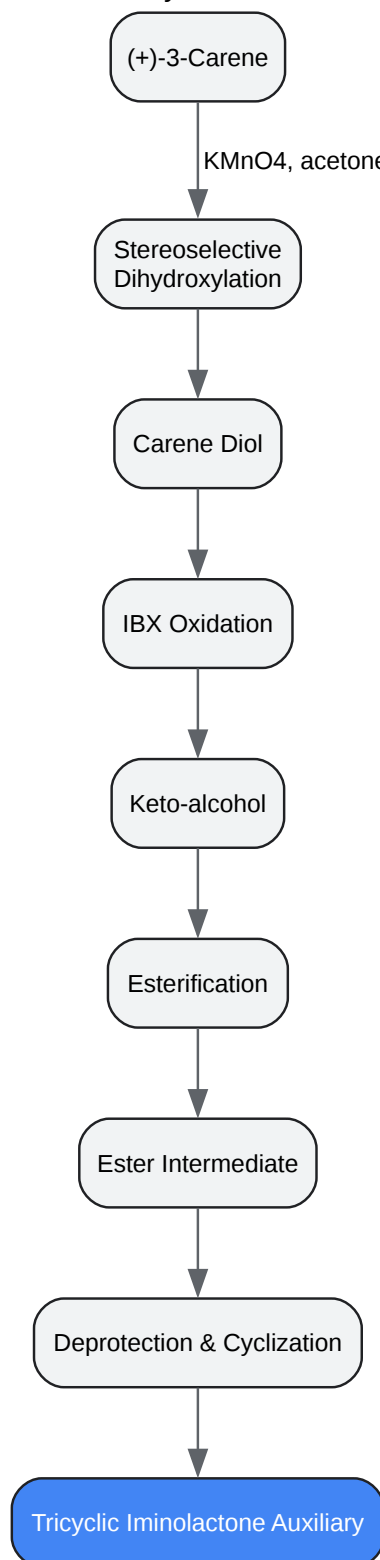 (+)-3-Carene
KMnO4, acetone
Stereoselective
Dihydroxylation
Carene Diol
IBX Oxidation
Keto-alcohol
Esterification
Ester Intermediate
Deprotection & Cyclization
Tricyclic Iminolactone Auxiliary